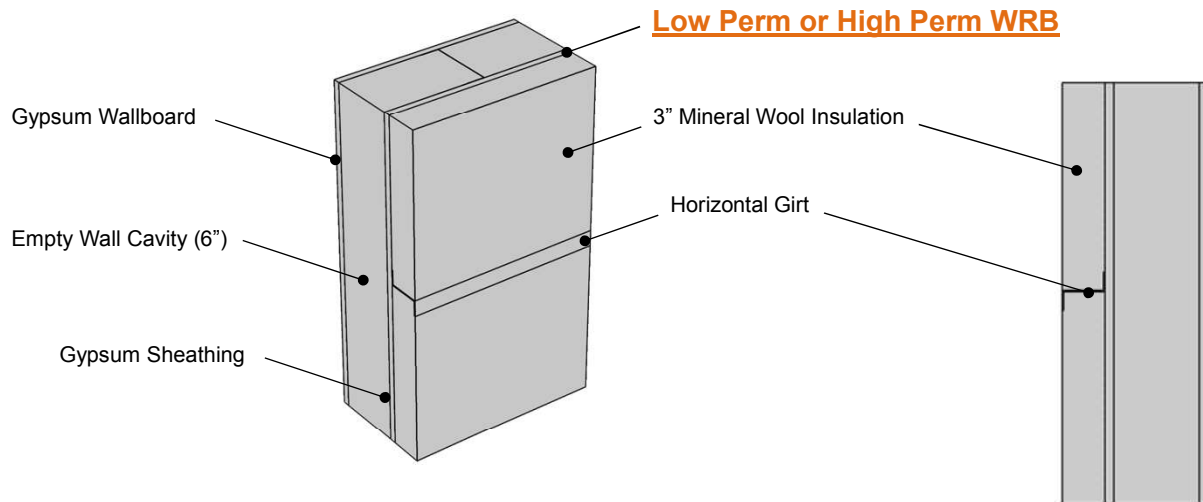 Low Perm or High Perm WRB
Gypsum Wallboard
3” Mineral Wool Insulation
Horizontal Girt
Empty Wall Cavity (6”)
Gypsum Sheathing